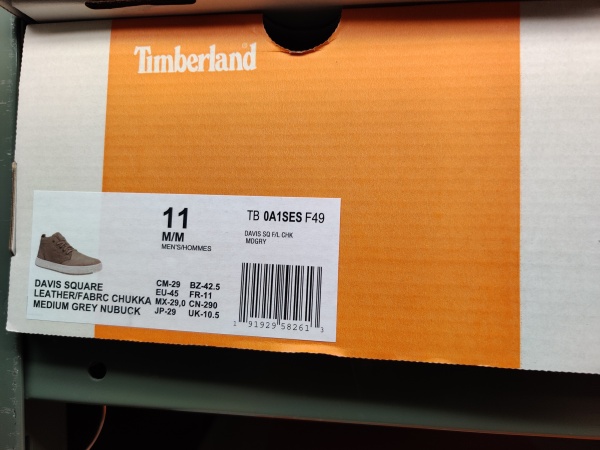 Timberland
11
M/M
MEN'S/HOMMES
TB 0A1SES F49
DAVIS SQ F/L CHK
MDGRY
DAVIS SQUARE
LEATHER/FABRC CHUKKA
MEDIUM GREY NUBUCK
CM-29 BZ-42.5
EU-45 FR-11
MX-29,0 CN-290
JP-29 UK-10.5
1 91929 58261 3